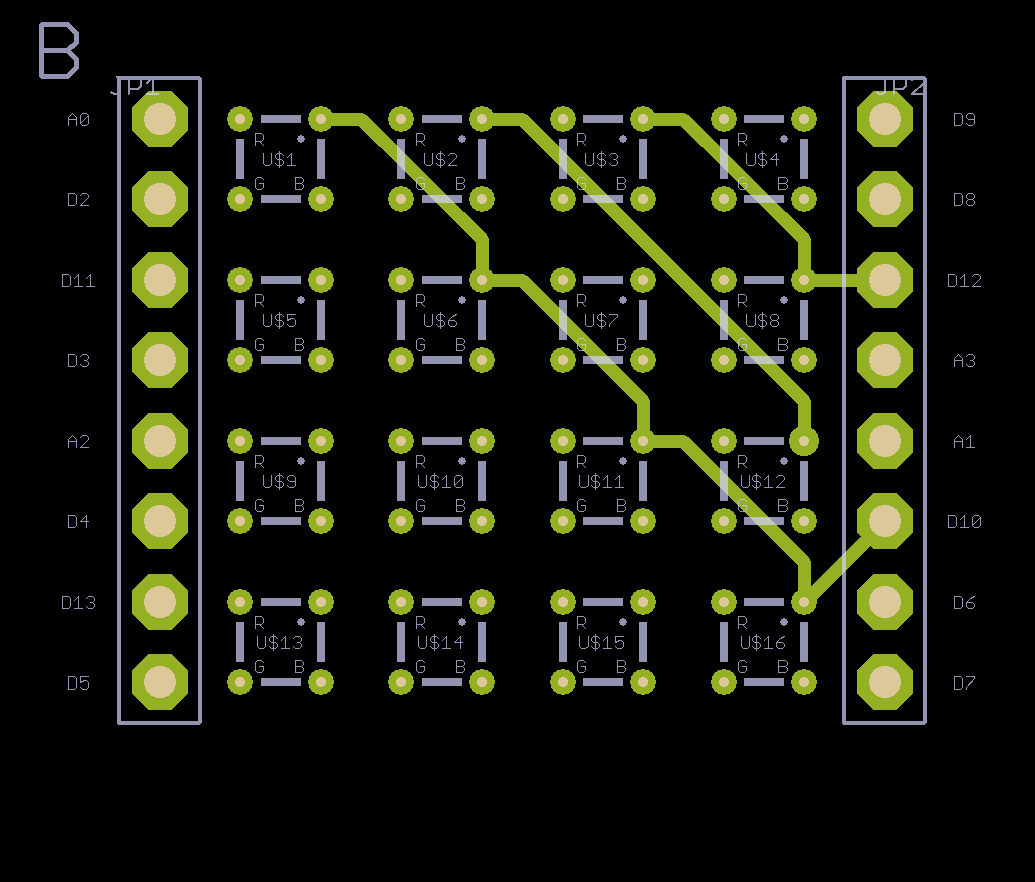 B
JP1 JP2
A0 D9
R R R R
U$1 U$2 U$3 U$4
G B G B G B G B
D2 D8
D11 D12
R R R R
U$5 U$6 U$7 U$8
G B G B G B G B
D3 A3
A2 A1
R R R R
U$9 U$10 U$11 U$12
G B G B G B G B
D4 D10
D13 D6
R R R R
U$13 U$14 U$15 U$16
G B G B G B G B
D5 D7